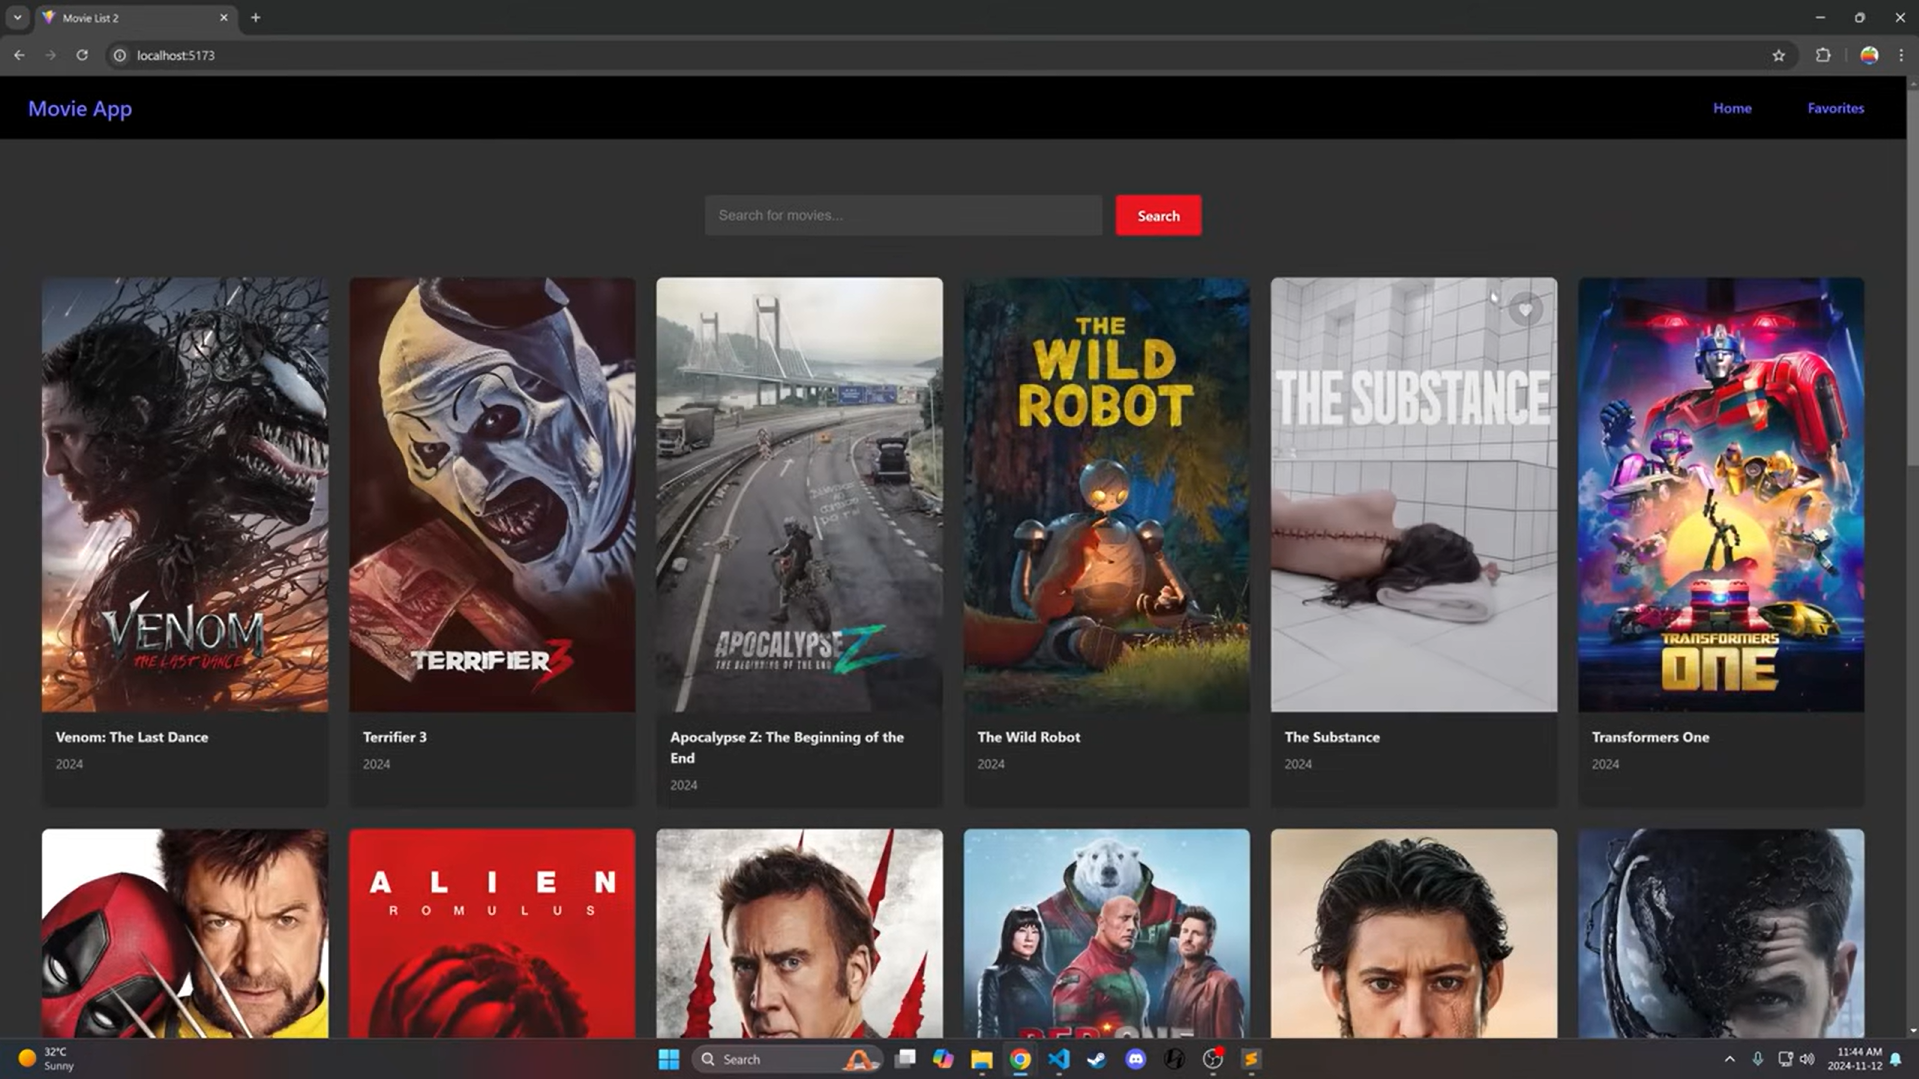 Movie List 2
localhost:5173
Movie App
Home
Favorites
Search for movies...
Search
VENOM
THE LAST DANCE
TERRIFIER 3
APOCALYPSE Z
THE BEGINNING OF THE END
THE
WILD
ROBOT
THE SUBSTANCE
TRANSFORMERS
ONE
Venom: The Last Dance
2024
Terrifier 3
2024
Apocalypse Z: The Beginning of the
End
2024
The Wild Robot
2024
The Substance
2024
Transformers One
2024
ALIEN
ROMULUS
RED ONE
32°C
Sunny
Search
11:44 AM
2024-11-12